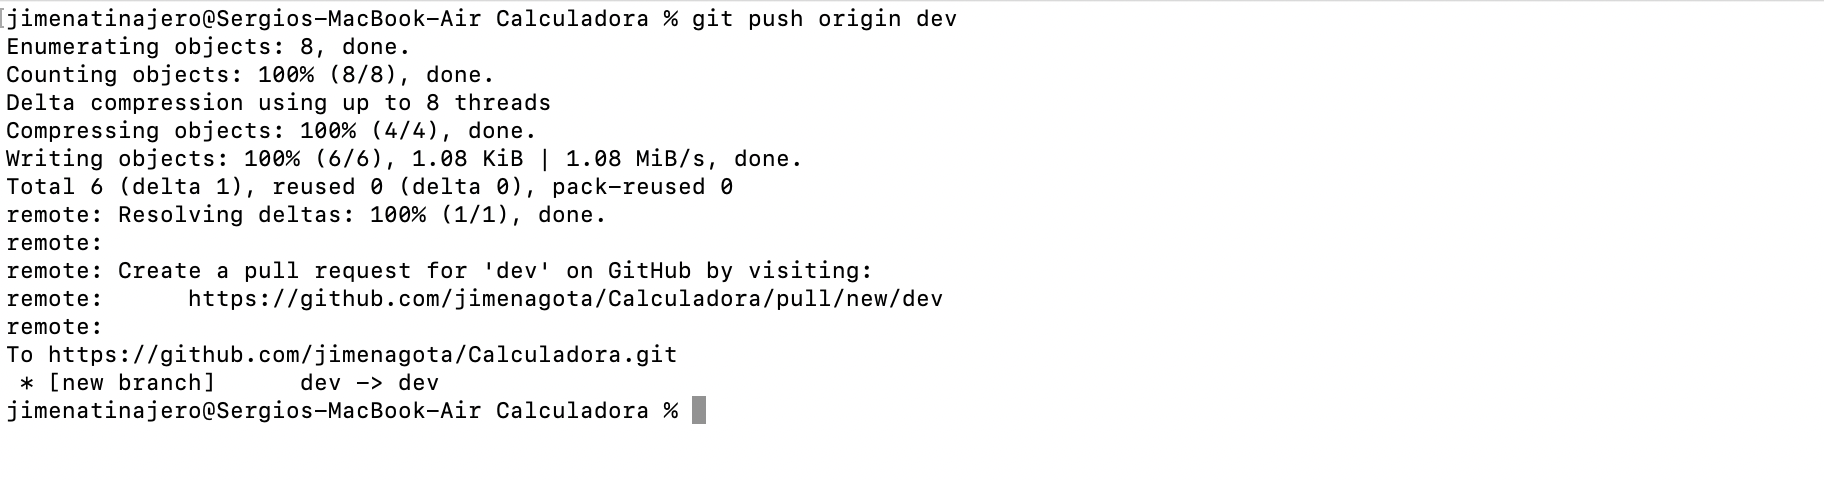 jimenatinajero@Sergios-MacBook-Air Calculadora % git push origin dev
Enumerating objects: 8, done.
Counting objects: 100% (8/8), done.
Delta compression using up to 8 threads
Compressing objects: 100% (4/4), done.
Writing objects: 100% (6/6), 1.08 KiB | 1.08 MiB/s, done.
Total 6 (delta 1), reused 0 (delta 0), pack-reused 0
remote: Resolving deltas: 100% (1/1), done.
remote:
remote: Create a pull request for 'dev' on GitHub by visiting:
remote:      https://github.com/jimenagota/Calculadora/pull/new/dev
remote:
To https://github.com/jimenagota/Calculadora.git
 * [new branch]      dev -> dev
jimenatinajero@Sergios-MacBook-Air Calculadora %